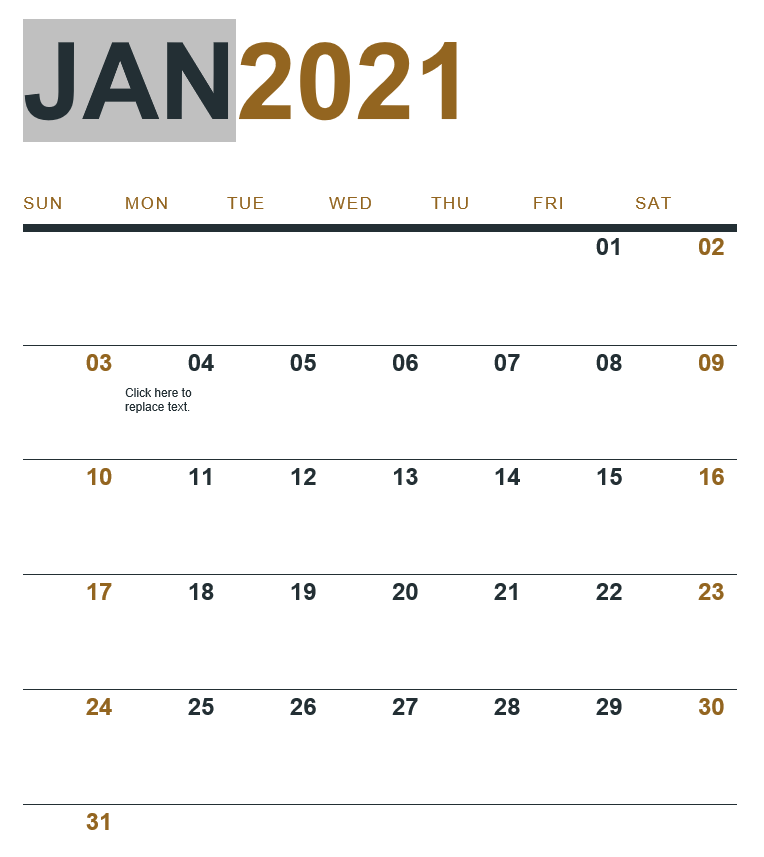 JAN2021
SUN MON TUE WED THU FRI SAT
01 02
03 04 05 06 07 08 09
Click here to
replace text.
10 11 12 13 14 15 16
17 18 19 20 21 22 23
24 25 26 27 28 29 30
31